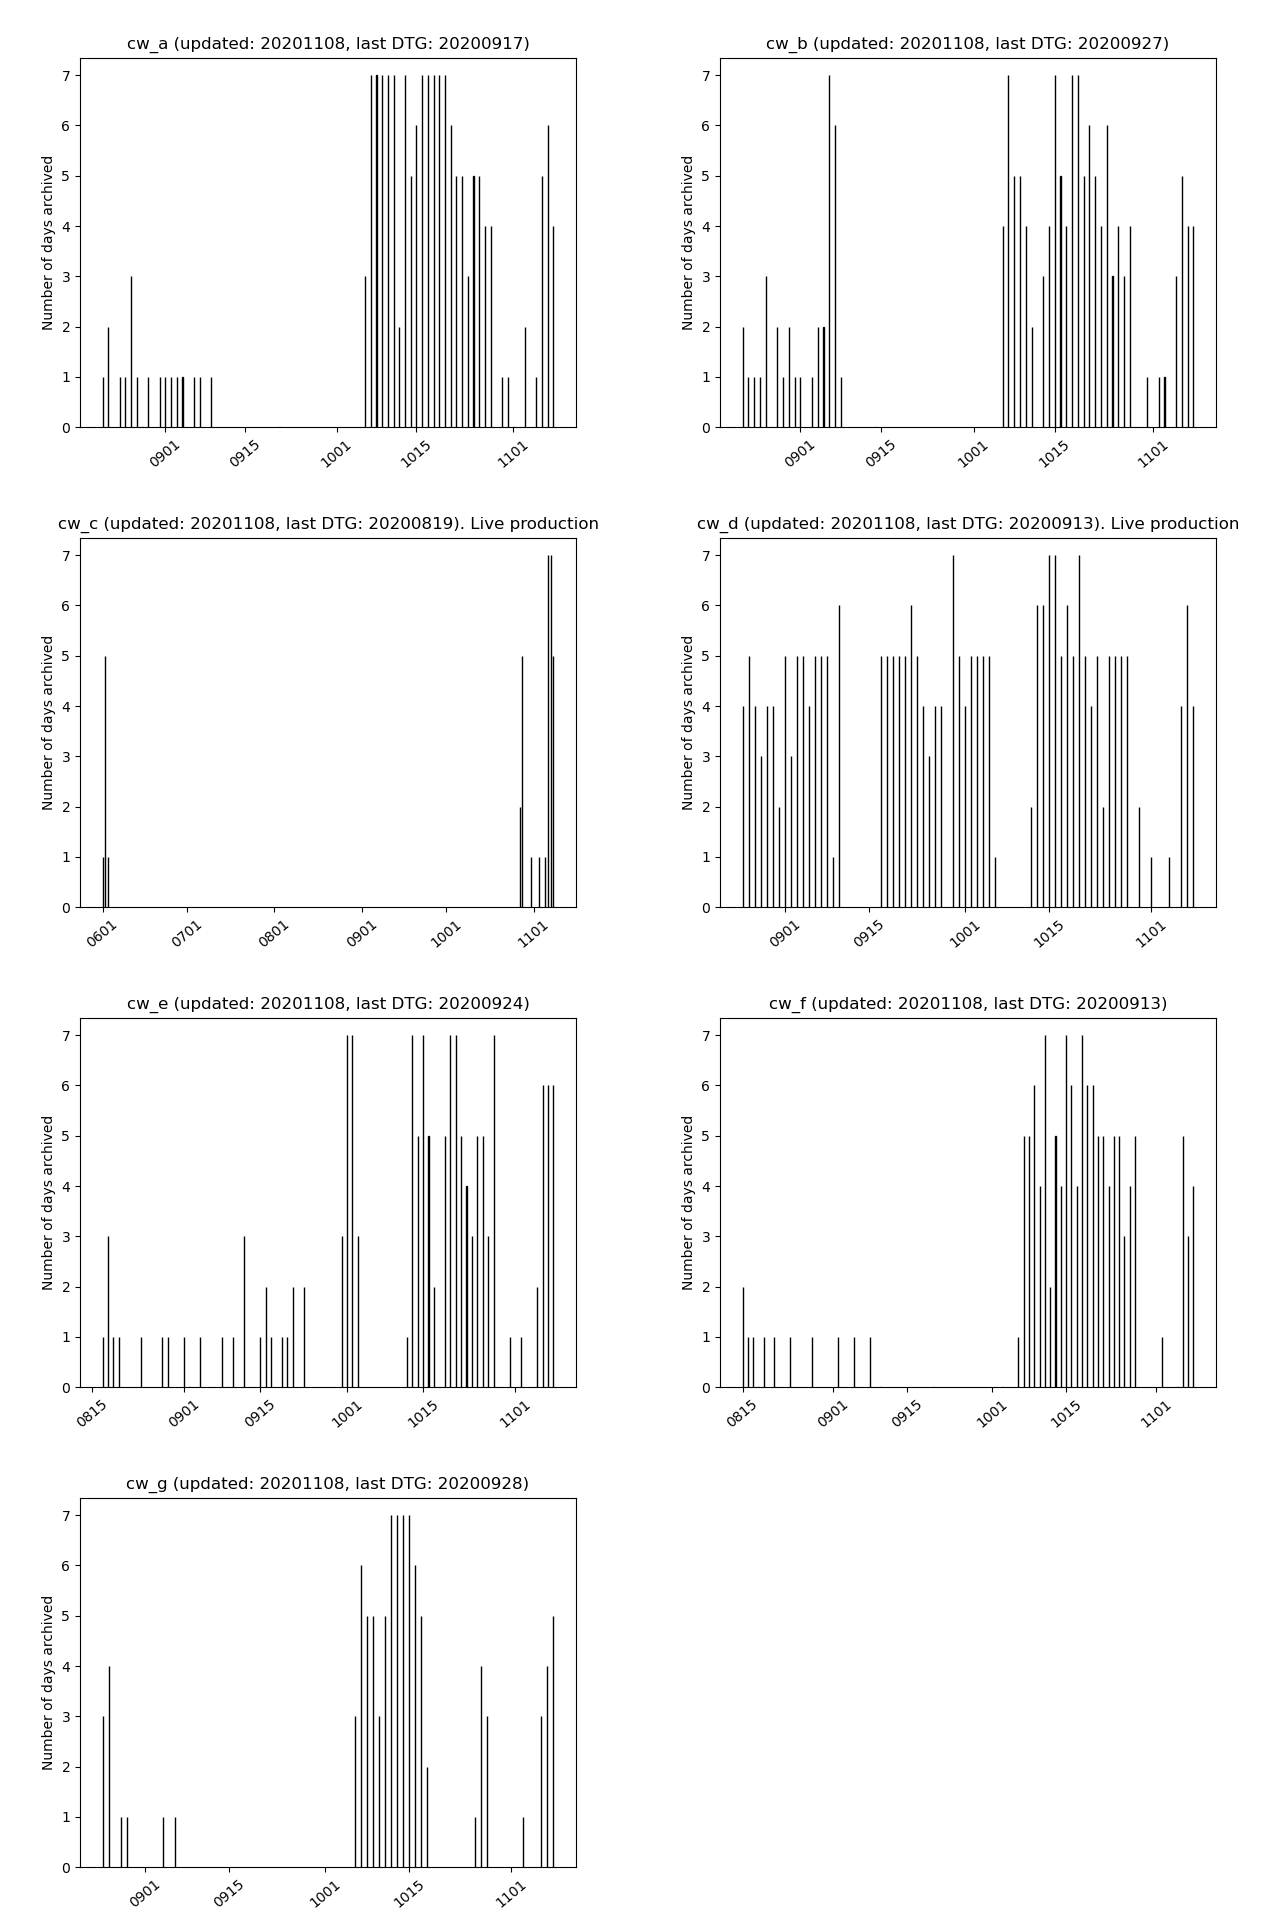 cw_a (updated: 20201108, last DTG: 20200917)
Number of days archived
7
6
5
4
3
2
1
0
0901 0915 1001 1015 1101
cw_b (updated: 20201108, last DTG: 20200927)
Number of days archived
7
6
5
4
3
2
1
0
0901 0915 1001 1015 1101
cw_c (updated: 20201108, last DTG: 20200819). Live production
Number of days archived
7
6
5
4
3
2
1
0
0601 0701 0801 0901 1001 1101
cw_d (updated: 20201108, last DTG: 20200913). Live production
Number of days archived
7
6
5
4
3
2
1
0
0901 0915 1001 1015 1101
cw_e (updated: 20201108, last DTG: 20200924)
Number of days archived
7
6
5
4
3
2
1
0
0815 0901 0915 1001 1015 1101
cw_f (updated: 20201108, last DTG: 20200913)
Number of days archived
7
6
5
4
3
2
1
0
0815 0901 0915 1001 1015 1101
cw_g (updated: 20201108, last DTG: 20200928)
Number of days archived
7
6
5
4
3
2
1
0
0901 0915 1001 1015 1101